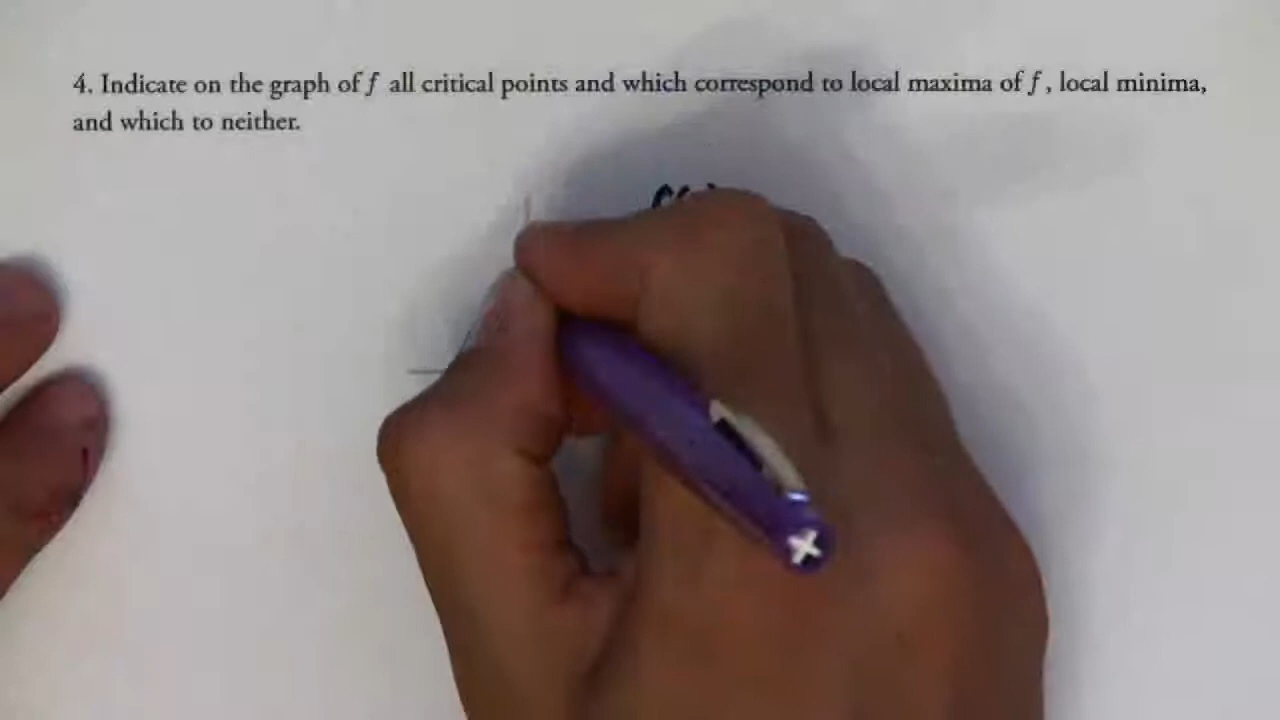 4. Indicate on the graph of f all critical points and which correspond to local maxima of f, local minima,
and which to neither.